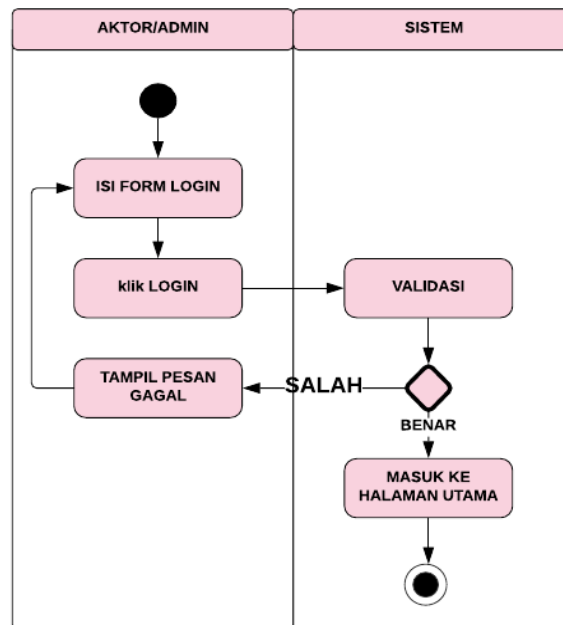 AKTOR/ADMIN
SISTEM
ISI FORM LOGIN
klik LOGIN
VALIDASI
TAMPIL PESAN
GAGAL
SALAH
BENAR
MASUK KE
HALAMAN UTAMA